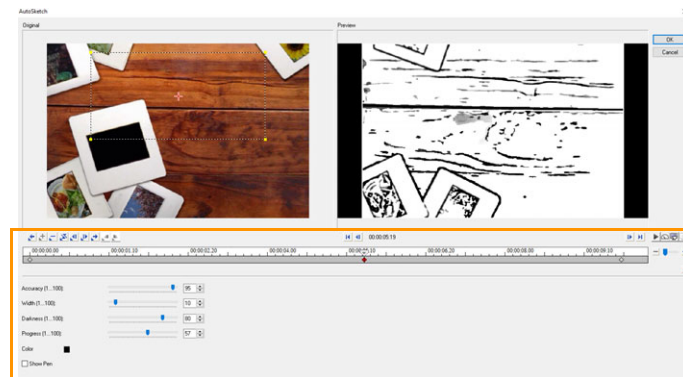 AutoSketch
Original
Preview
OK
Cancel
00:00:05:19
00:00:00.00 00:00:01.10 00:00:02.20 00:00:04.00 00:00:05.10 00:00:06.20 00:00:08.00 00:00:09.10
Accuracy (1...100): 95
Width (1...100): 10
Darkness (1...100): 80
Progress (1...100): 57
Color
Show Pen